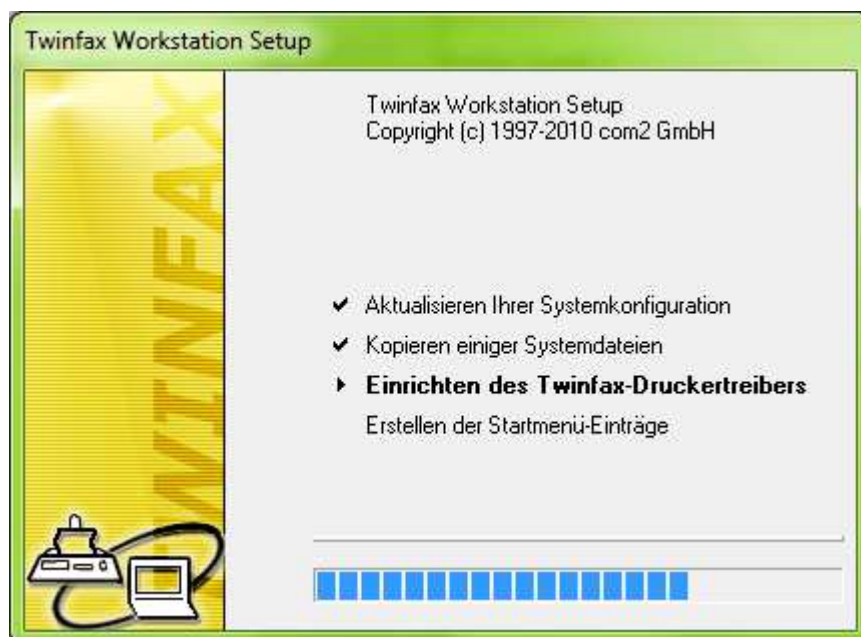 Twinfax Workstation Setup
TWINFAX
Twinfax Workstation Setup
Copyright (c) 1997-2010 com2 GmbH
Aktualisieren Ihrer Systemkonfiguration
Kopieren einiger Systemdateien
Einrichten des Twinfax-Druckertreibers
Erstellen der Startmenü-Einträge